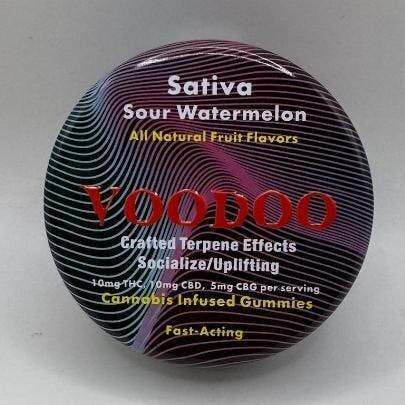 Sativa
Sour Watermelon
All Natural Fruit Flavors
VOODOO
Crafted Terpene Effects
Socialize/Uplifting
10mg THC, 10mg CBD, 5mg CBG per serving
Cannabis Infused Gummies
Fast-Acting